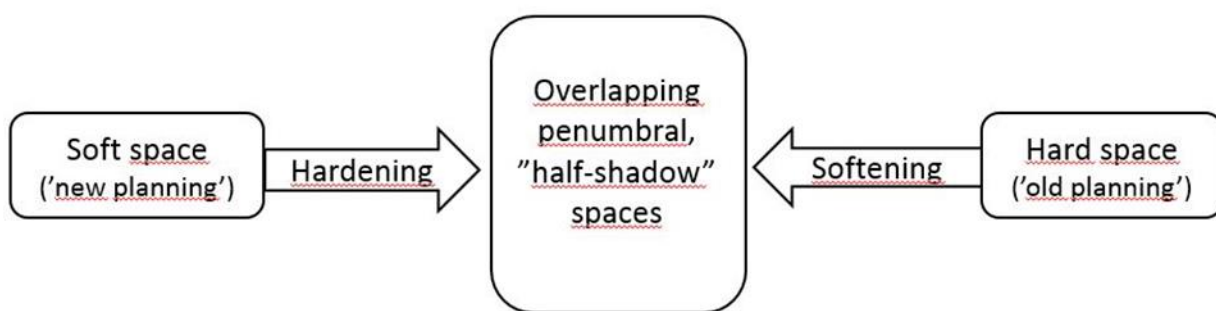 Soft space
(’new planning’)
Hardening
Overlapping
penumbral,
”half-shadow”
spaces
Softening
Hard space
(’old planning’)